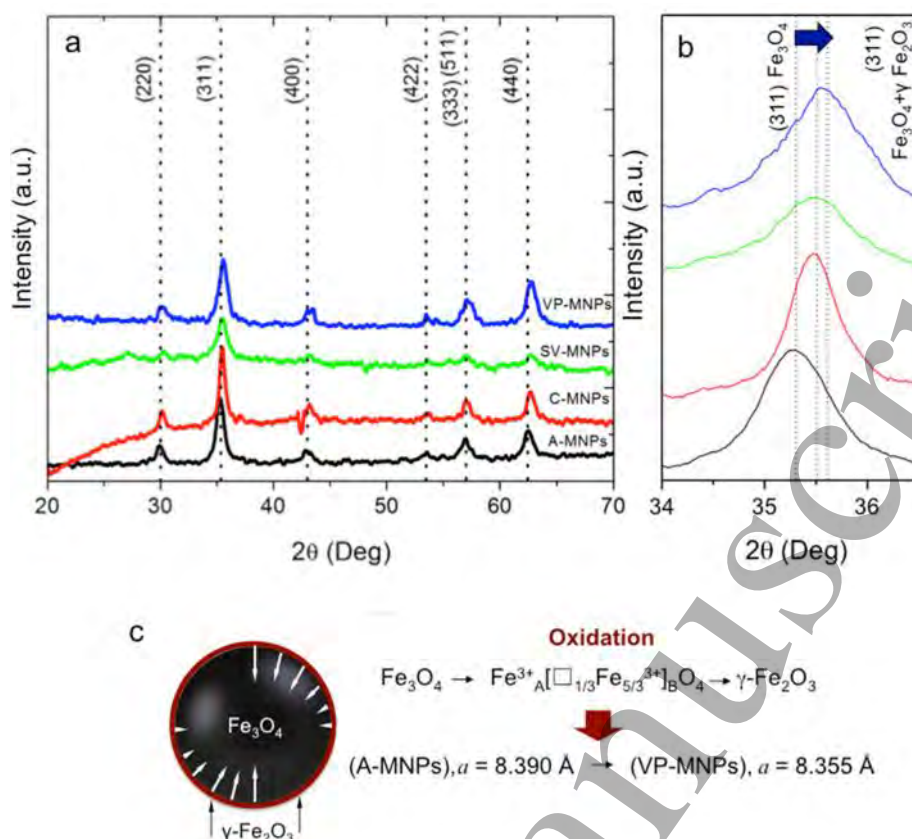 a
(220)
(311)
(400)
(422)
(333) (511)
(440)
Intensity (a.u.)
VP-MNPs
SV-MNPs
C-MNPs
A-MNPs
20 30 40 50 60 70
2θ (Deg)
b
(311) Fe3O4
(311)
Fe3O4+γ Fe2O3
Intensity (a.u.)
34 35 36
2θ (Deg)
c
Fe3O4
γ-Fe2O3
Oxidation
Fe3O4 → Fe3+A[□1/3Fe5/33+]BO4 → γ-Fe2O3
(A-MNPs), a = 8.390 Å → (VP-MNPs), a = 8.355 Å